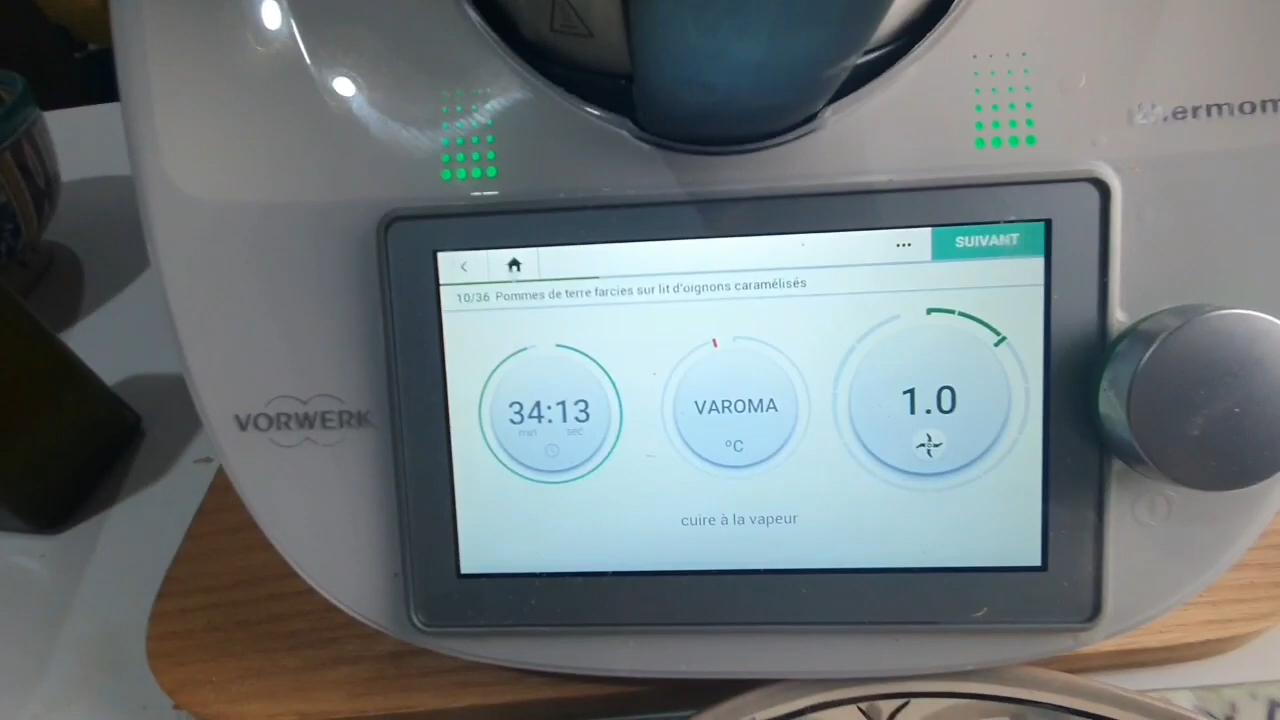 thermom
SUIVANT
10/36 Pommes de terre farcies sur lit d'oignons caramélisés
34:13
min sec
VAROMA
°C
1.0
VORWERK
cuire à la vapeur